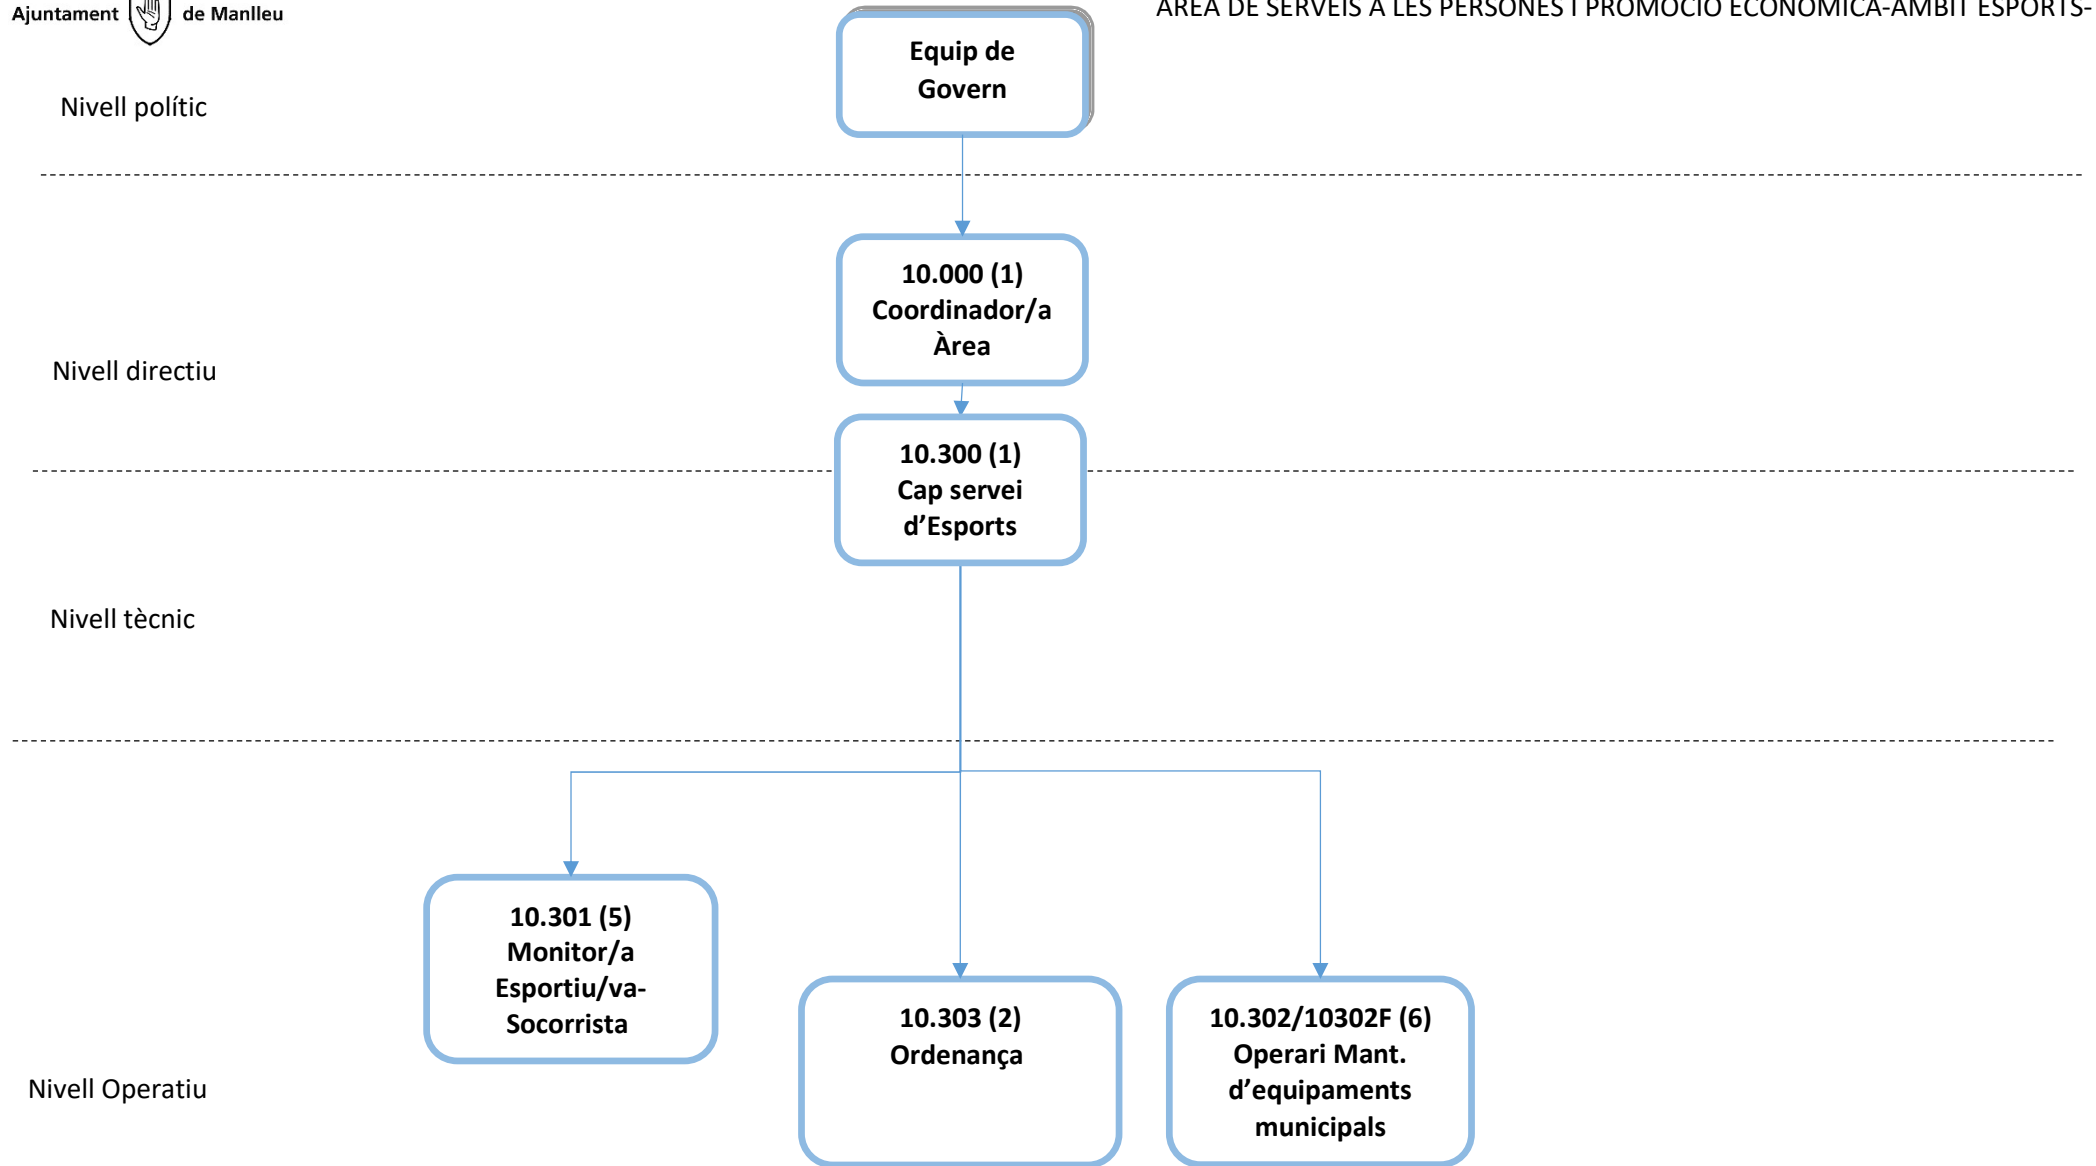 Ajuntament de Manlleu
ÀREA DE SERVEIS A LES PERSONES I PROMOCIÓ ECONÒMICA-ÀMBIT ESPORTS-
Equip de
Govern
Nivell polític
10.000 (1)
Coordinador/a
Àrea
Nivell directiu
10.300 (1)
Cap servei
d’Esports
Nivell tècnic
10.301 (5)
Monitor/a
Esportiu/va-
Socorrista
10.303 (2)
Ordenança
10.302/10302F (6)
Operari Mant.
d’equipaments
municipals
Nivell Operatiu